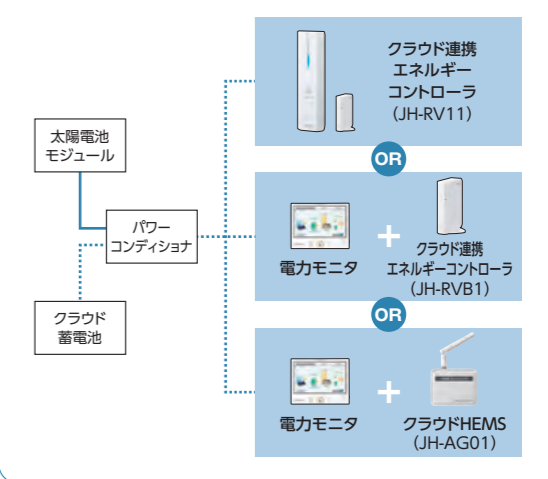 太陽電池
モジュール
パワー
コンディショナ
クラウド
蓄電池
クラウド連携
エネルギー
コントローラ
(JH-RV11)
OR
電力モニタ
+
クラウド連携
エネルギーコントローラ
(JH-RVB1)
OR
電力モニタ
+
クラウドHEMS
(JH-AG01)